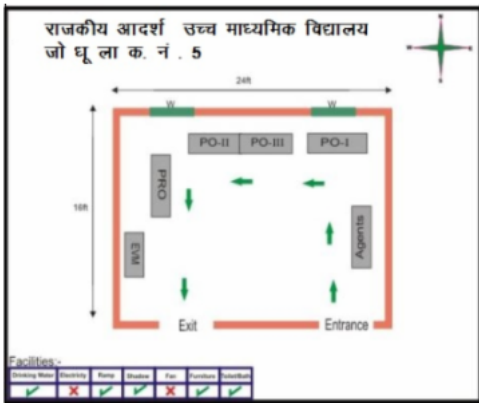 राजकीय आदर्श उच्च माध्यमिक विद्यालय
जो धू ला क. नं . 5
24ft
W W
PO-II PO-III PO-I
PRO
16ft
Agents
EVM
Exit Entrance
Facilities:-
Drinking Water Electricity Ramp Shadow Fan Furniture Toilet/Bath